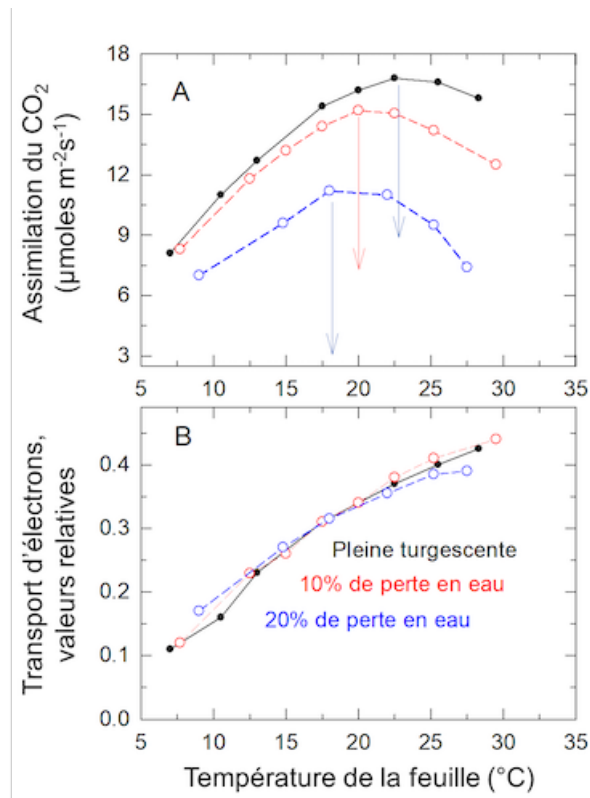 Assimilation du CO₂
(µmoles m⁻²s⁻¹)
A
18
15
12
9
6
3
5 10 15 20 25 30 35
Transport d'électrons,
valeurs relatives
B
0.4
0.3
0.2
0.1
0.0
Pleine turgescente
10% de perte en eau
20% de perte en eau
5 10 15 20 25 30 35
Température de la feuille (°C)